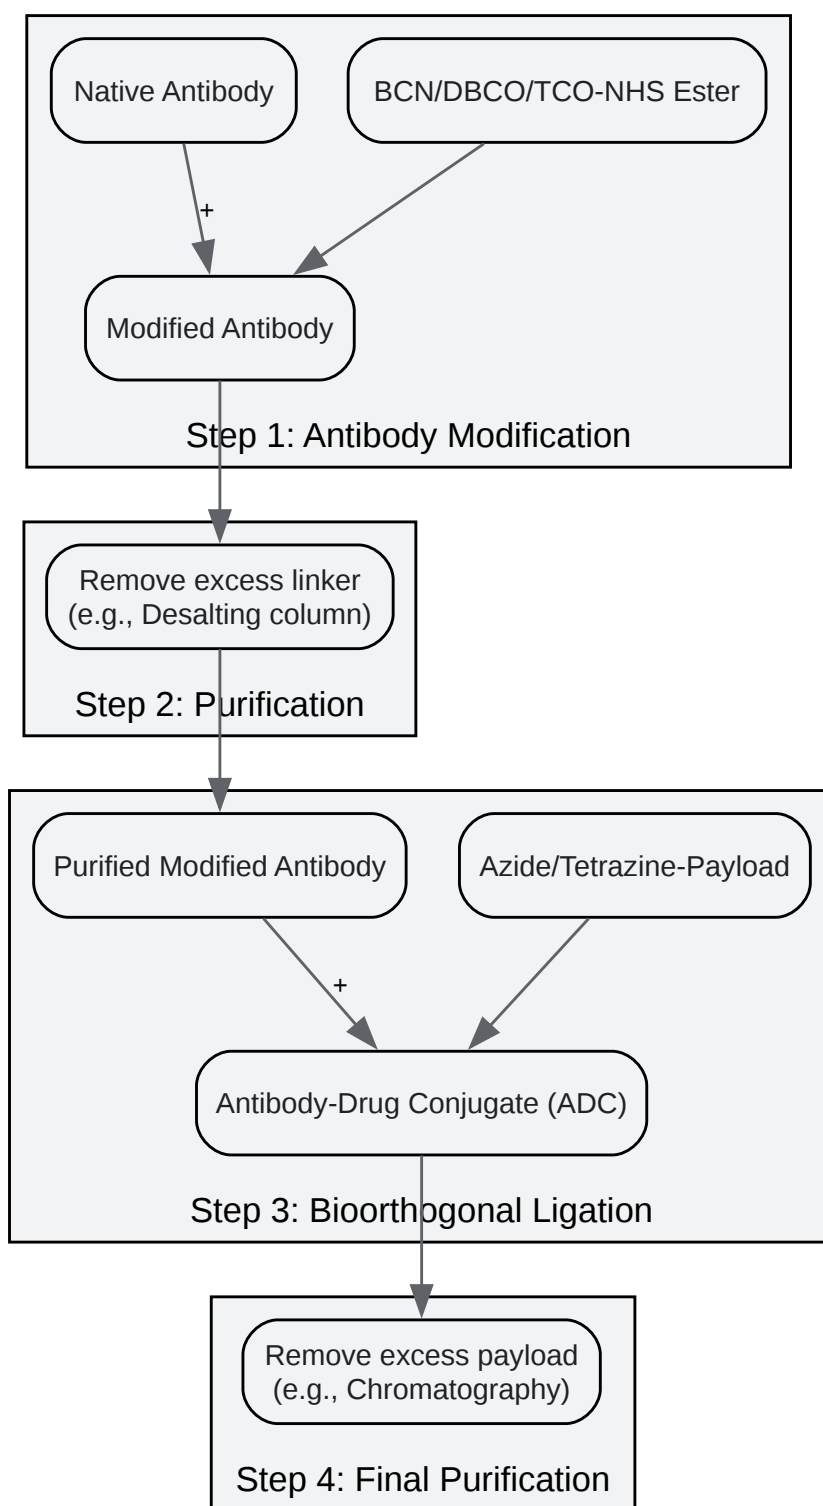 Native Antibody
BCN/DBCO/TCO-NHS Ester
+
Modified Antibody
Step 1: Antibody Modification
Remove excess linker
(e.g., Desalting column)
Step 2: Purification
Purified Modified Antibody
Azide/Tetrazine-Payload
+
Antibody-Drug Conjugate (ADC)
Step 3: Bioorthogonal Ligation
Remove excess payload
(e.g., Chromatography)
Step 4: Final Purification